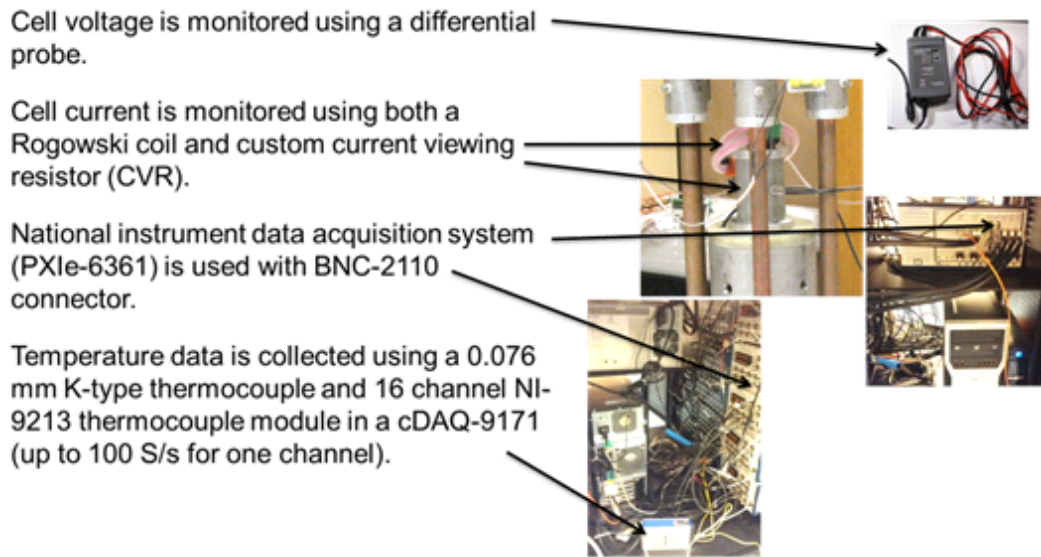 Cell voltage is monitored using a differential
probe.
Cell current is monitored using both a
Rogowski coil and custom current viewing
resistor (CVR).
National instrument data acquisition system
(PXIe-6361) is used with BNC-2110
connector.
Temperature data is collected using a 0.076
mm K-type thermocouple and 16 channel NI-
9213 thermocouple module in a cDAQ-9171
(up to 100 S/s for one channel).